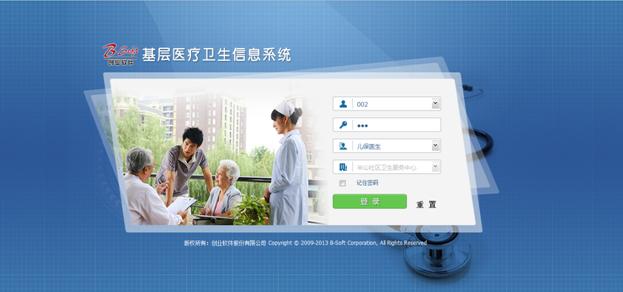 B-Soft
创业软件
基层医疗卫生信息系统
002
●●●
儿保医生
半山社区卫生服务中心
记住密码
登 录 重 置
版权所有：创业软件股份有限公司 Copyright © 2009-2013 B-Soft Corporation, All Rights Reserved